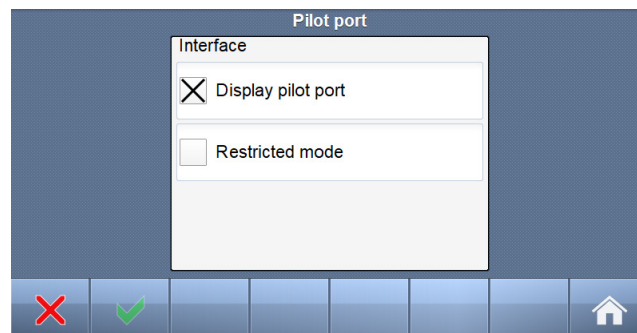 Pilot port
Interface
Display pilot port
Restricted mode